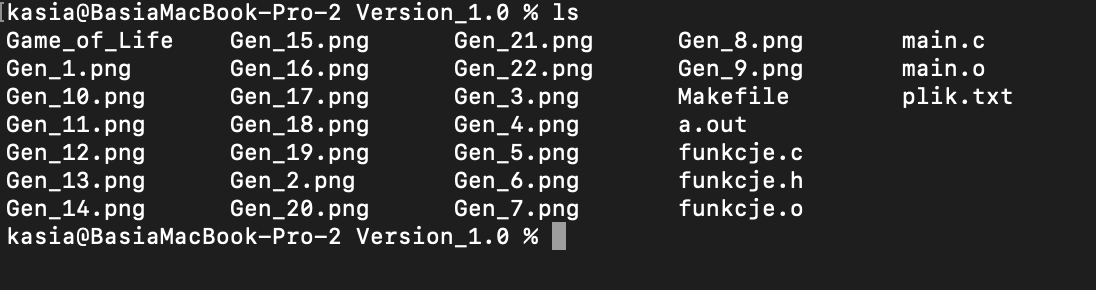 [kasia@BasiaMacBook-Pro-2 Version_1.0 % ls
Game_of_Life Gen_15.png Gen_21.png Gen_8.png main.c
Gen_1.png Gen_16.png Gen_22.png Gen_9.png main.o
Gen_10.png Gen_17.png Gen_3.png Makefile plik.txt
Gen_11.png Gen_18.png Gen_4.png a.out
Gen_12.png Gen_19.png Gen_5.png funkcje.c
Gen_13.png Gen_2.png Gen_6.png funkcje.h
Gen_14.png Gen_20.png Gen_7.png funkcje.o
kasia@BasiaMacBook-Pro-2 Version_1.0 %